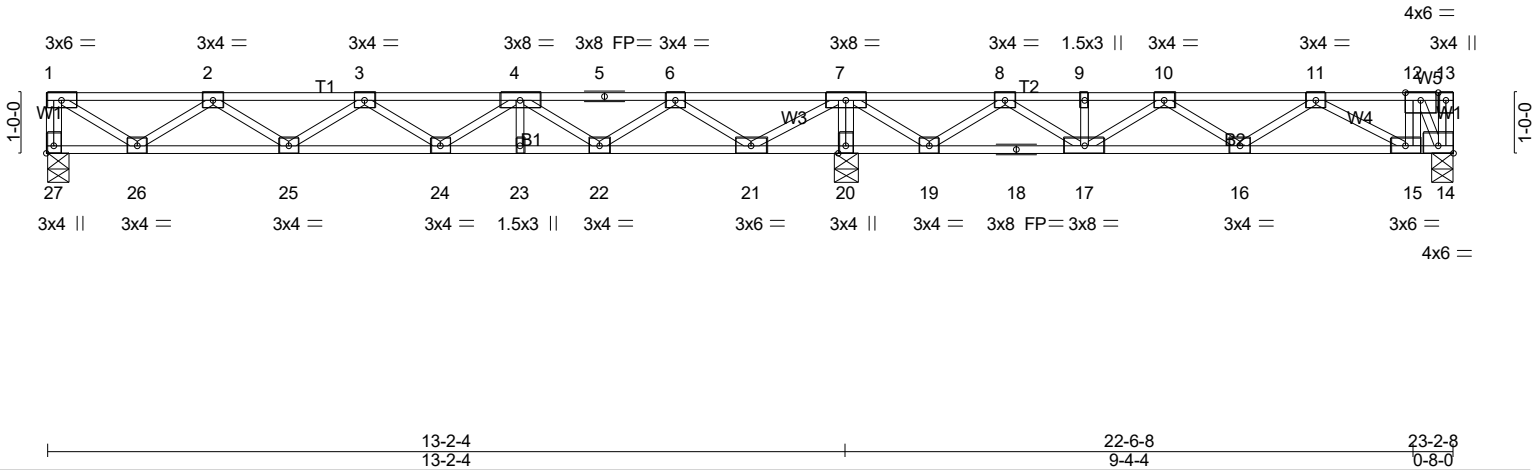 4x6 =
3x6 = 3x4 = 3x4 = 3x8 = 3x8 FP= 3x4 = 3x8 = 3x4 = 1.5x3 || 3x4 = 3x4 = 3x4 ||
1 2 3 4 5 6 7 8 9 10 11 12 13
T1 T2 W5
W1 W3 W4 W1
1-0-0 1-0-0
B1 B2
27 26 25 24 23 22 21 20 19 18 17 16 15 14
3x4 || 3x4 = 3x4 = 3x4 = 1.5x3 || 3x4 = 3x6 = 3x4 || 3x4 = 3x8 FP= 3x8 = 3x4 = 3x6 =
4x6 =
13-2-4 22-6-8 23-2-8
13-2-4 9-4-4 0-8-0